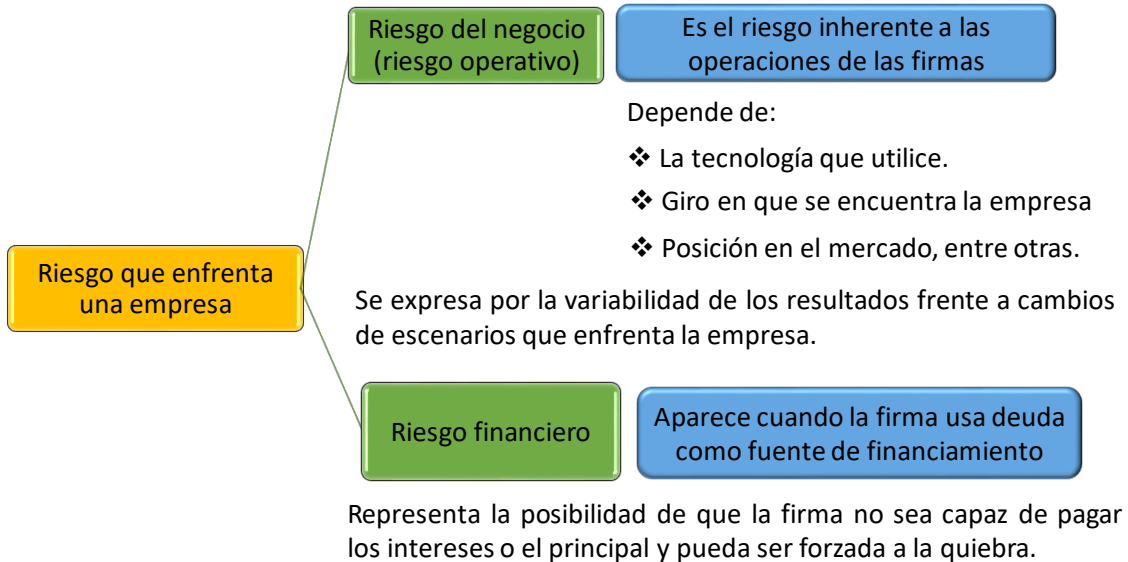 Riesgo del negocio
(riesgo operativo)
Es el riesgo inherente a las
operaciones de las firmas
Depende de:
❖ La tecnología que utilice.
❖ Giro en que se encuentra la empresa
❖ Posición en el mercado, entre otras.
Riesgo que enfrenta
una empresa
Se expresa por la variabilidad de los resultados frente a cambios
de escenarios que enfrenta la empresa.
Riesgo financiero
Aparece cuando la firma usa deuda
como fuente de financiamiento
Representa la posibilidad de que la firma no sea capaz de pagar
los intereses o el principal y pueda ser forzada a la quiebra.